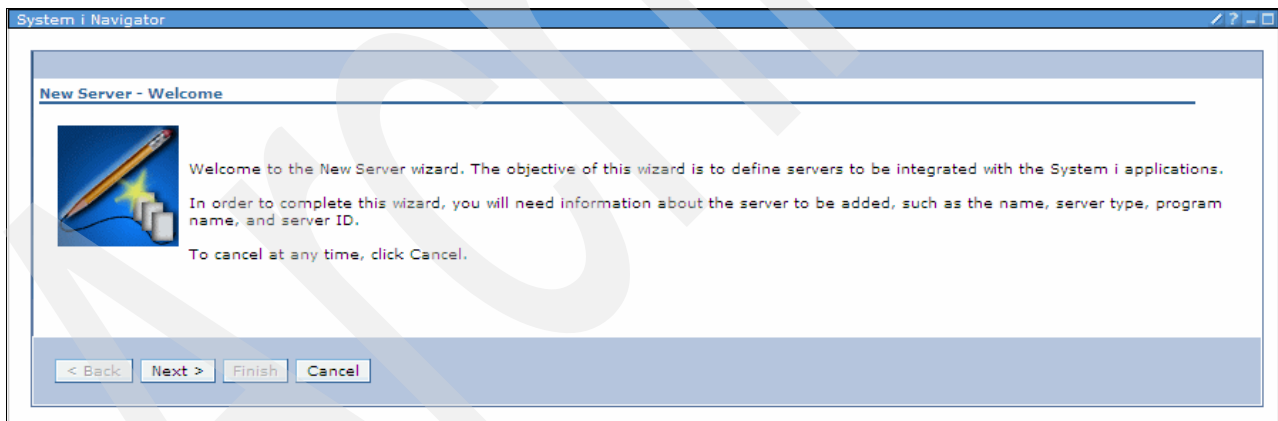 System i Navigator
New Server - Welcome
Welcome to the New Server wizard. The objective of this wizard is to define servers to be integrated with the System i applications.
In order to complete this wizard, you will need information about the server to be added, such as the name, server type, program
name, and server ID.
To cancel at any time, click Cancel.
< Back Next > Finish Cancel